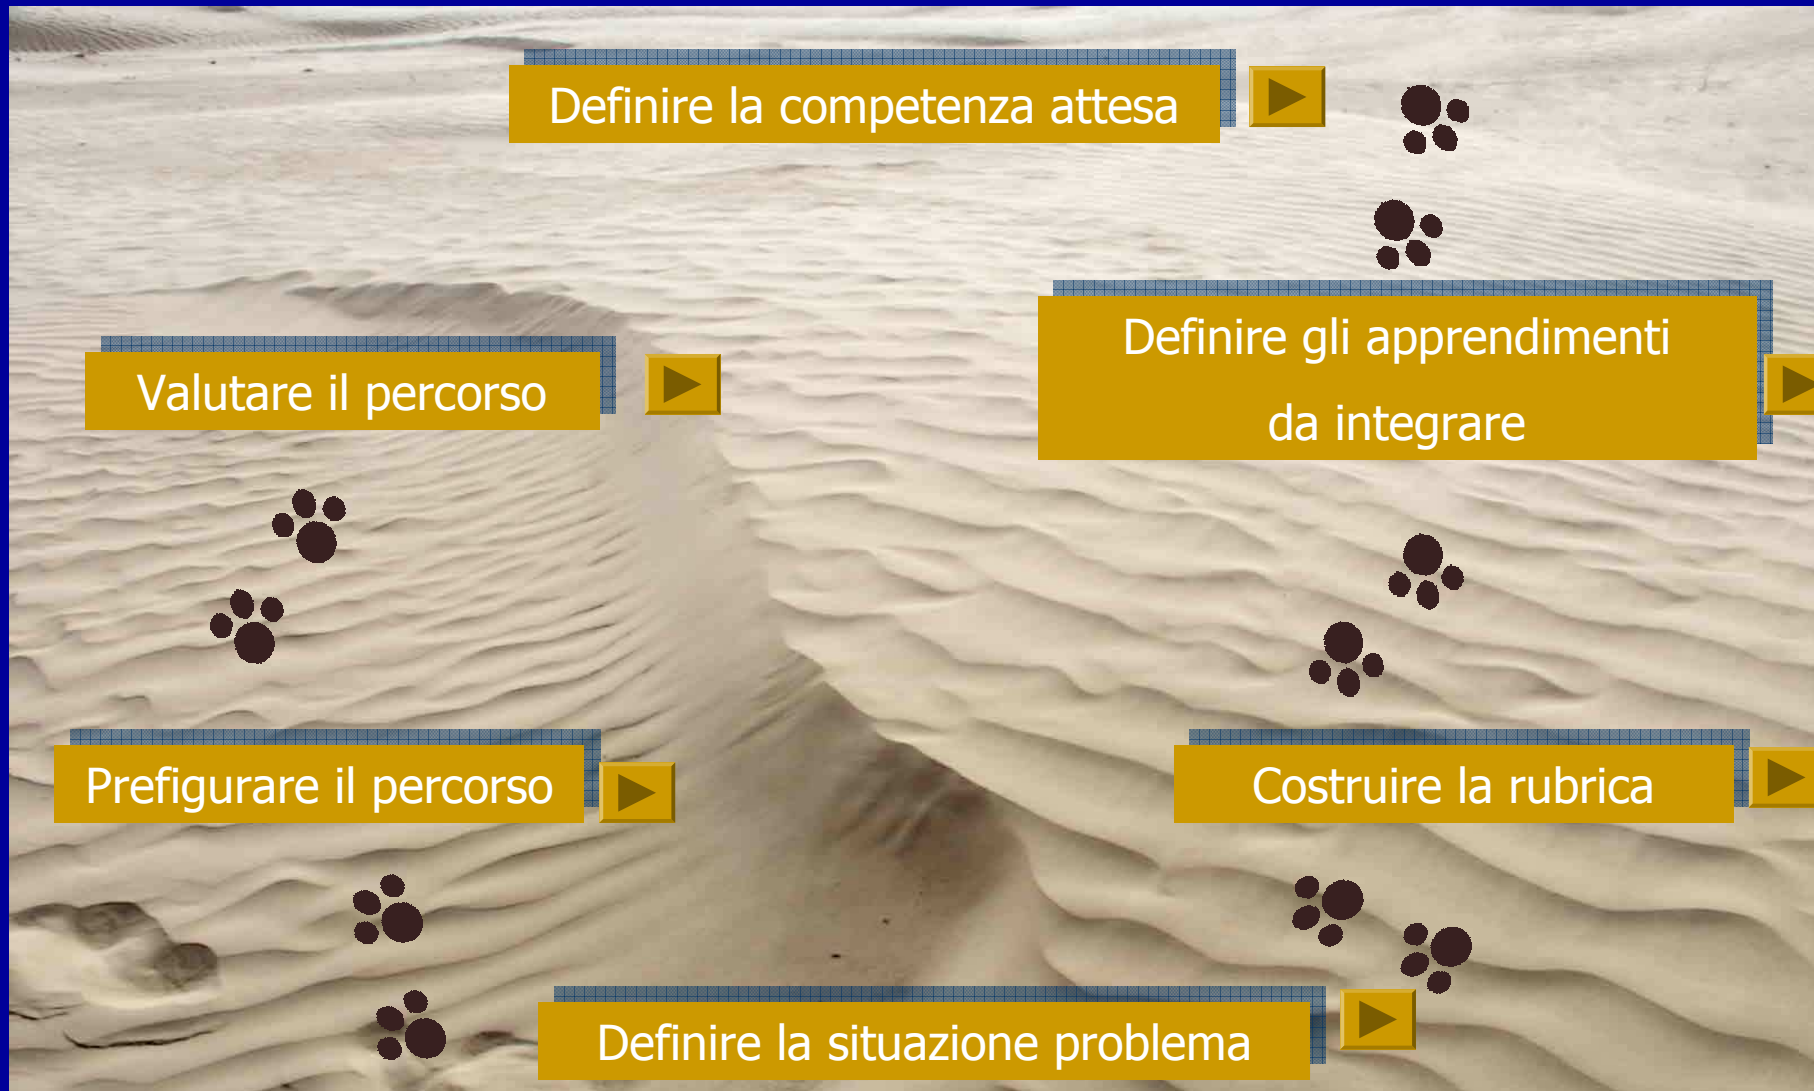 Definire la competenza attesa
Definire gli apprendimenti
da integrare
Valutare il percorso
Prefigurare il percorso
Costruire la rubrica
Definire la situazione problema